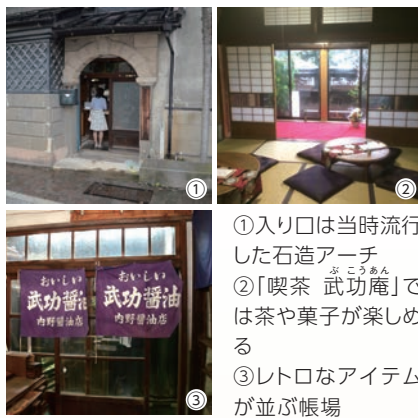 ①
②
おいしい
武功醤油
内野醤油店
おいしい
武功醤油
内野醤油店
③
①入り口は当時流行
した石造アーチ
②「喫茶 武功庵」で
ぶこうあん
は茶や菓子が楽しめ
る
③レトロなアイテム
が並ぶ帳場